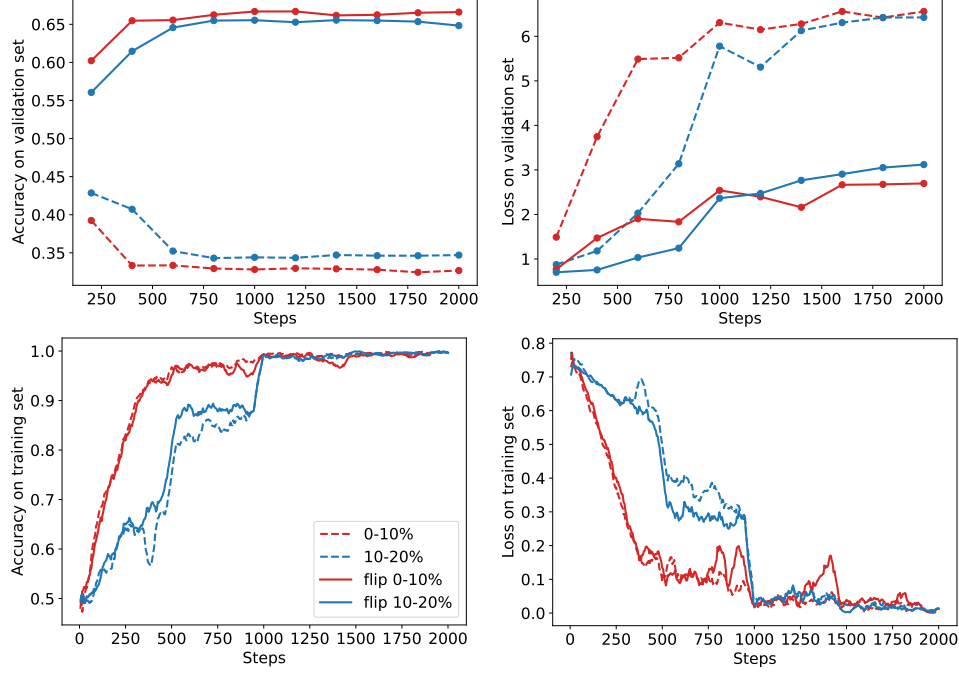 Accuracy on validation set
0.65
0.60
0.55
0.50
0.45
0.40
0.35
250 500 750 1000 1250 1500 1750 2000
Steps
Loss on validation set
6
5
4
3
2
1
250 500 750 1000 1250 1500 1750 2000
Steps
Accuracy on training set
1.0
0.9
0.8
0.7
0.6
0.5
0 250 500 750 1000 1250 1500 1750 2000
Steps
0-10%
10-20%
flip 0-10%
flip 10-20%
Loss on training set
0.8
0.7
0.6
0.5
0.4
0.3
0.2
0.1
0.0
0 250 500 750 1000 1250 1500 1750 2000
Steps